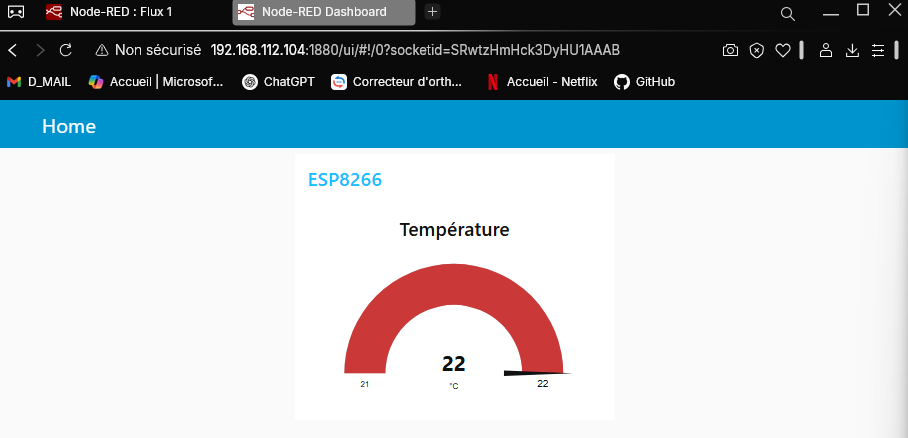 Node-RED : Flux 1
Node-RED Dashboard
Non sécurisé 192.168.112.104:1880/ui/#!/0?socketid=SRwtzHmHck3DyHU1AAAB
D_MAIL
Accueil | Microsof...
ChatGPT
Correcteur d'orth...
Accueil - Netflix
GitHub
Home
ESP8266
Température
22
21
°C
22